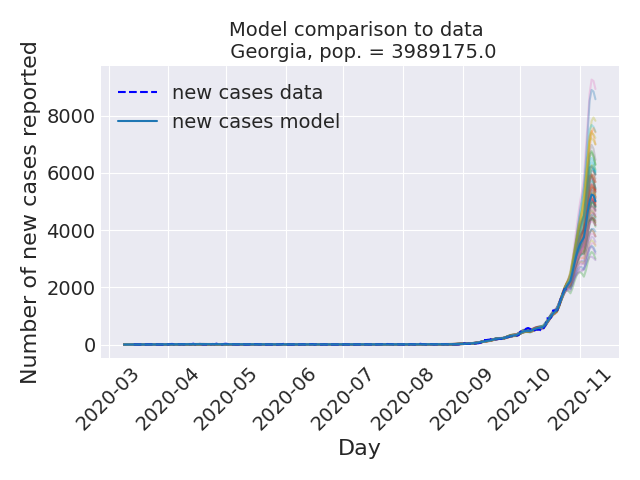 Model comparison to data
Georgia, pop. = 3989175.0
Number of new cases reported
8000
6000
4000
2000
0
new cases data
new cases model
2020-03
2020-04
2020-05
2020-06
2020-07
2020-08
2020-09
2020-10
2020-11
Day